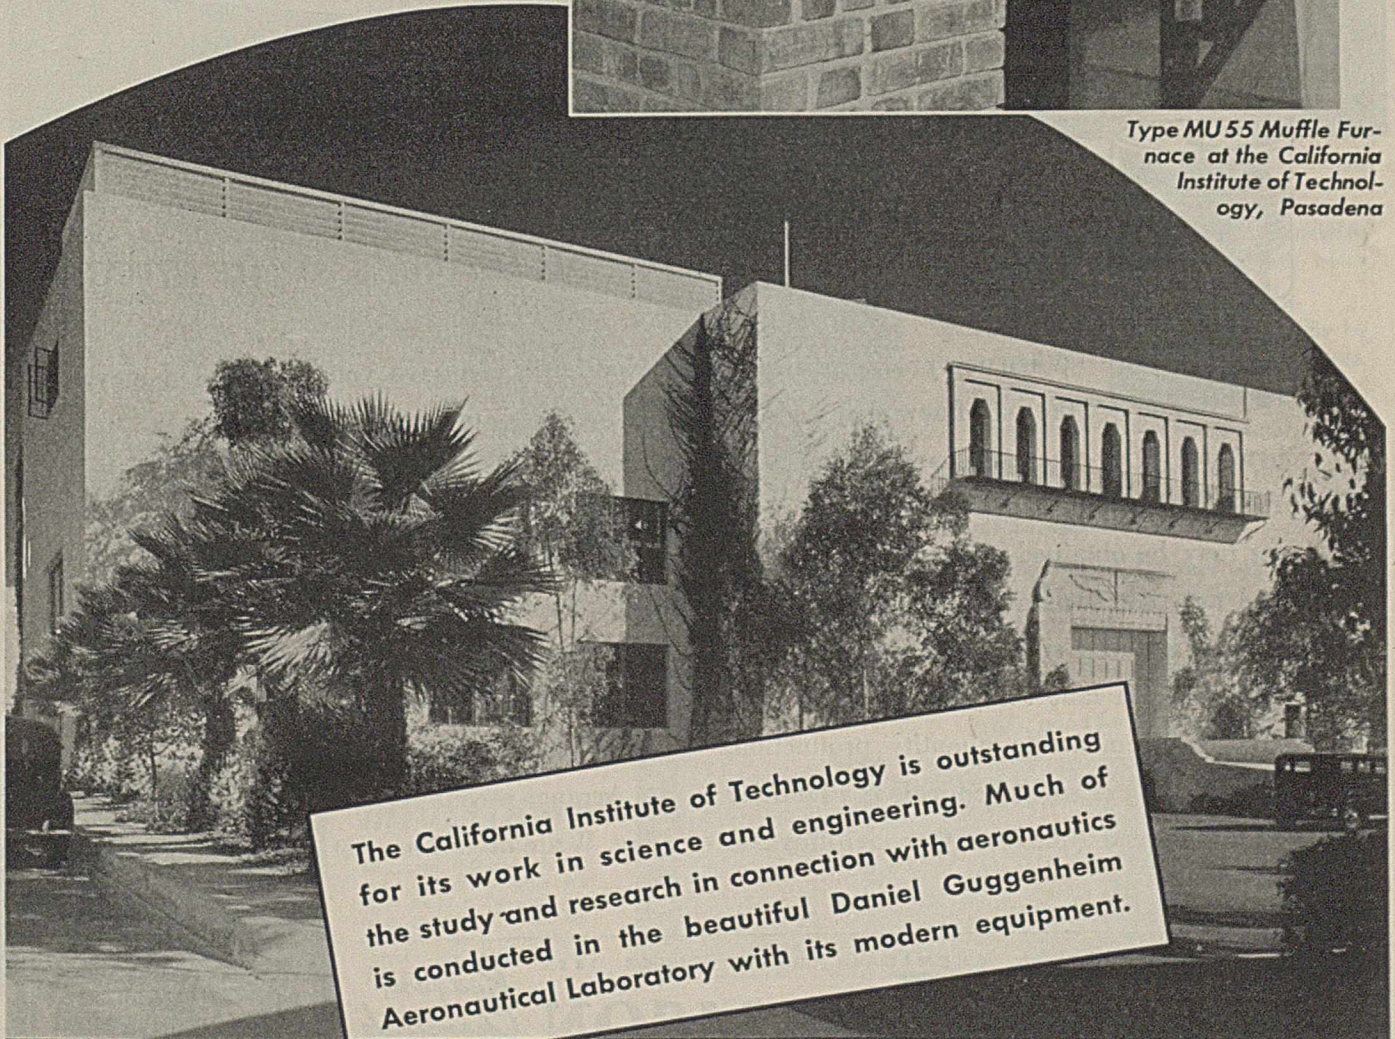 Type MU 55 Muffle Fur-
nace at the California
Institute of Technol-
ogy, Pasadena
The California Institute of Technology is outstanding
for its work in science and engineering. Much of
the study and research in connection with aeronautics
is conducted in the beautiful Daniel Guggenheim
Aeronautical Laboratory with its modern equipment.